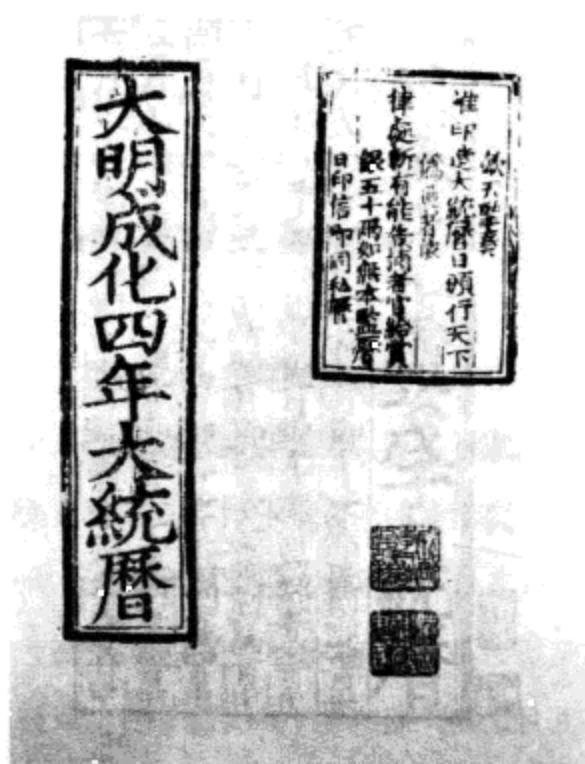 欽天監奏
准印造大統曆日頒行天下
偽造者依
律處斬有能告捕者官給賞
銀五十兩如無本監曆
日印信即同私曆
大明成化四年大統曆